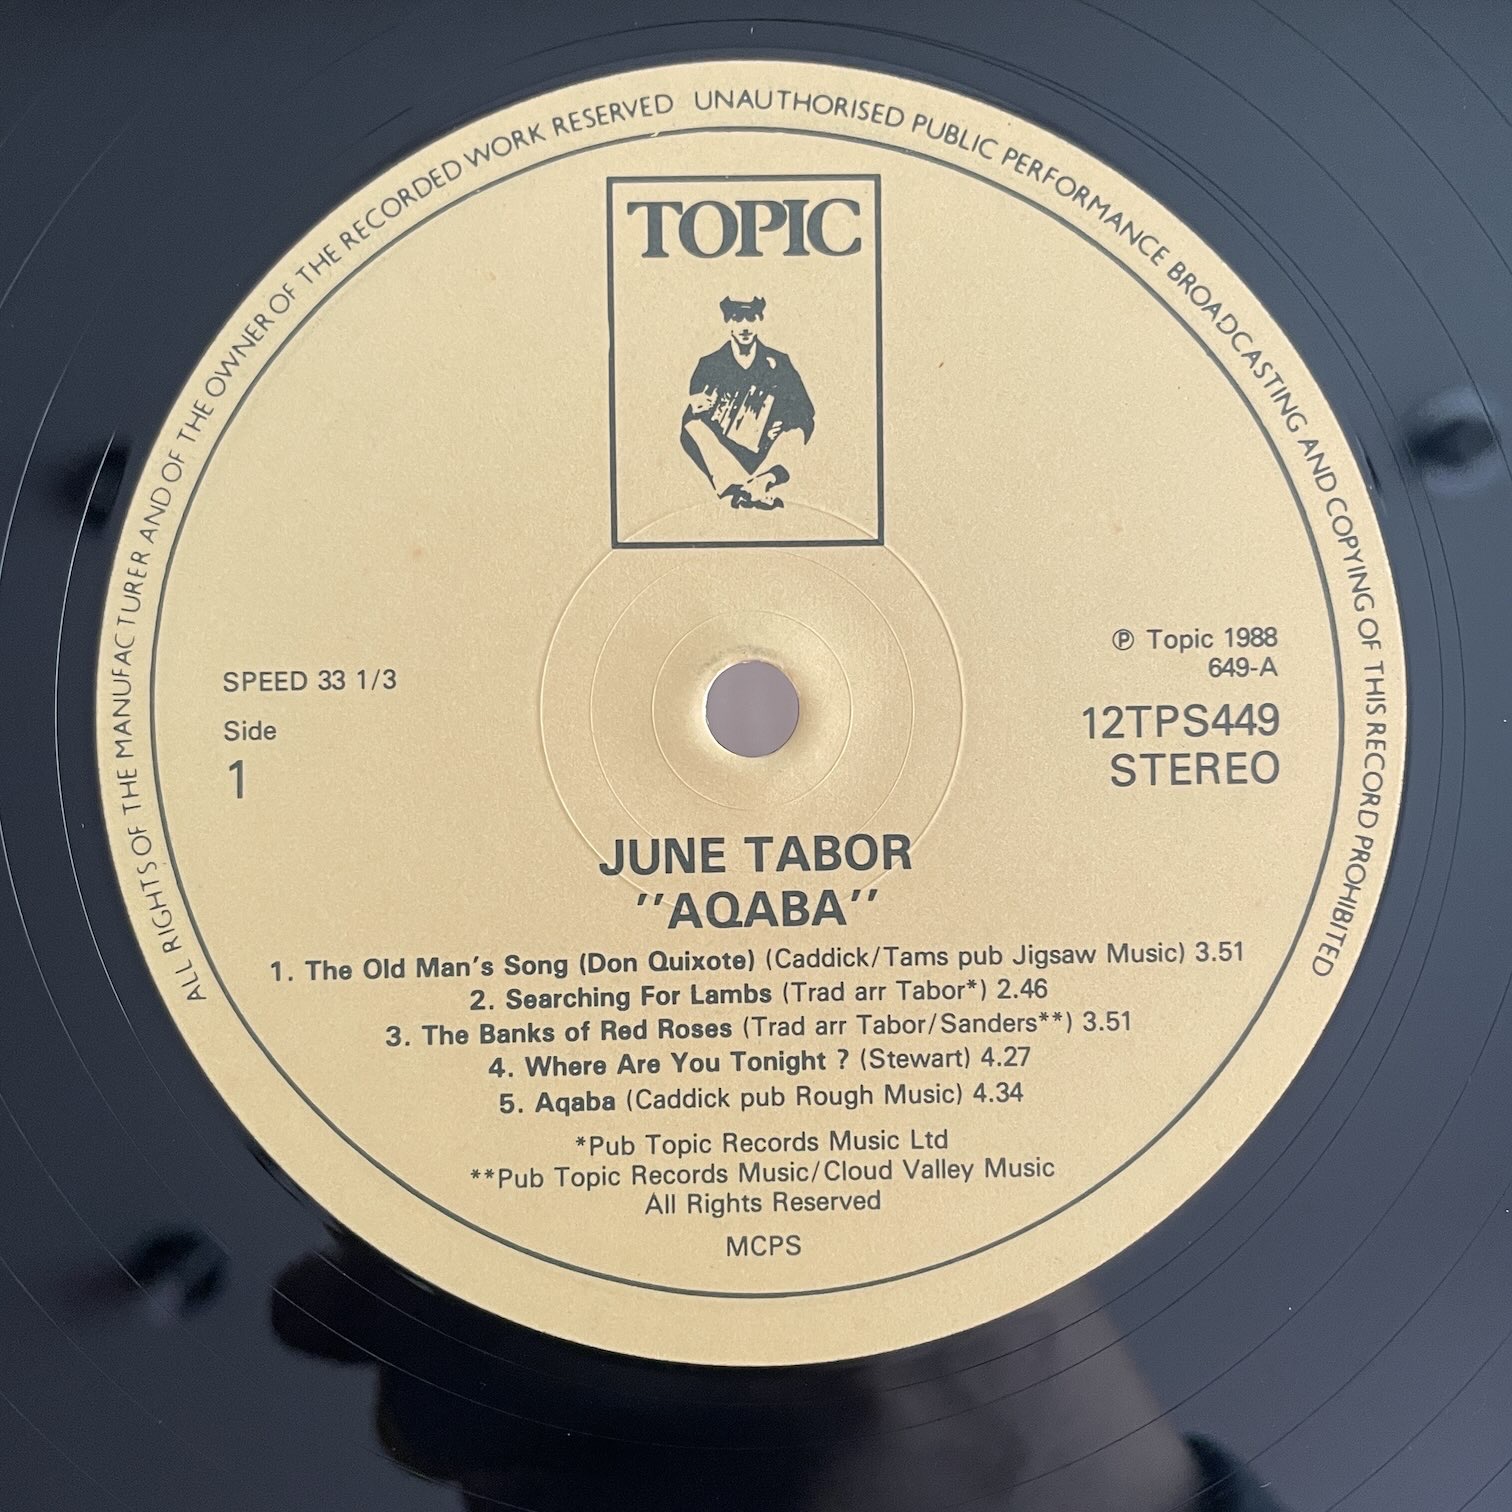 ALL RIGHTS OF THE MANUFACTURER AND OF THE OWNER OF THE RECORDED WORK RESERVED UNAUTHORISED PUBLIC PERFORMANCE BROADCASTING AND COPYING OF THIS RECORD PROHIBITED
TOPIC
SPEED 33 1/3
Side
1
℗ Topic 1988
649-A
12TPS449
STEREO
JUNE TABOR
"AQABA"
1. The Old Man's Song (Don Quixote) (Caddick/Tams pub Jigsaw Music) 3.51
2. Searching For Lambs (Trad arr Tabor*) 2.46
3. The Banks of Red Roses (Trad arr Tabor/Sanders**) 3.51
4. Where Are You Tonight ? (Stewart) 4.27
5. Aqaba (Caddick pub Rough Music) 4.34
*Pub Topic Records Music Ltd
**Pub Topic Records Music/Cloud Valley Music
All Rights Reserved
MCPS